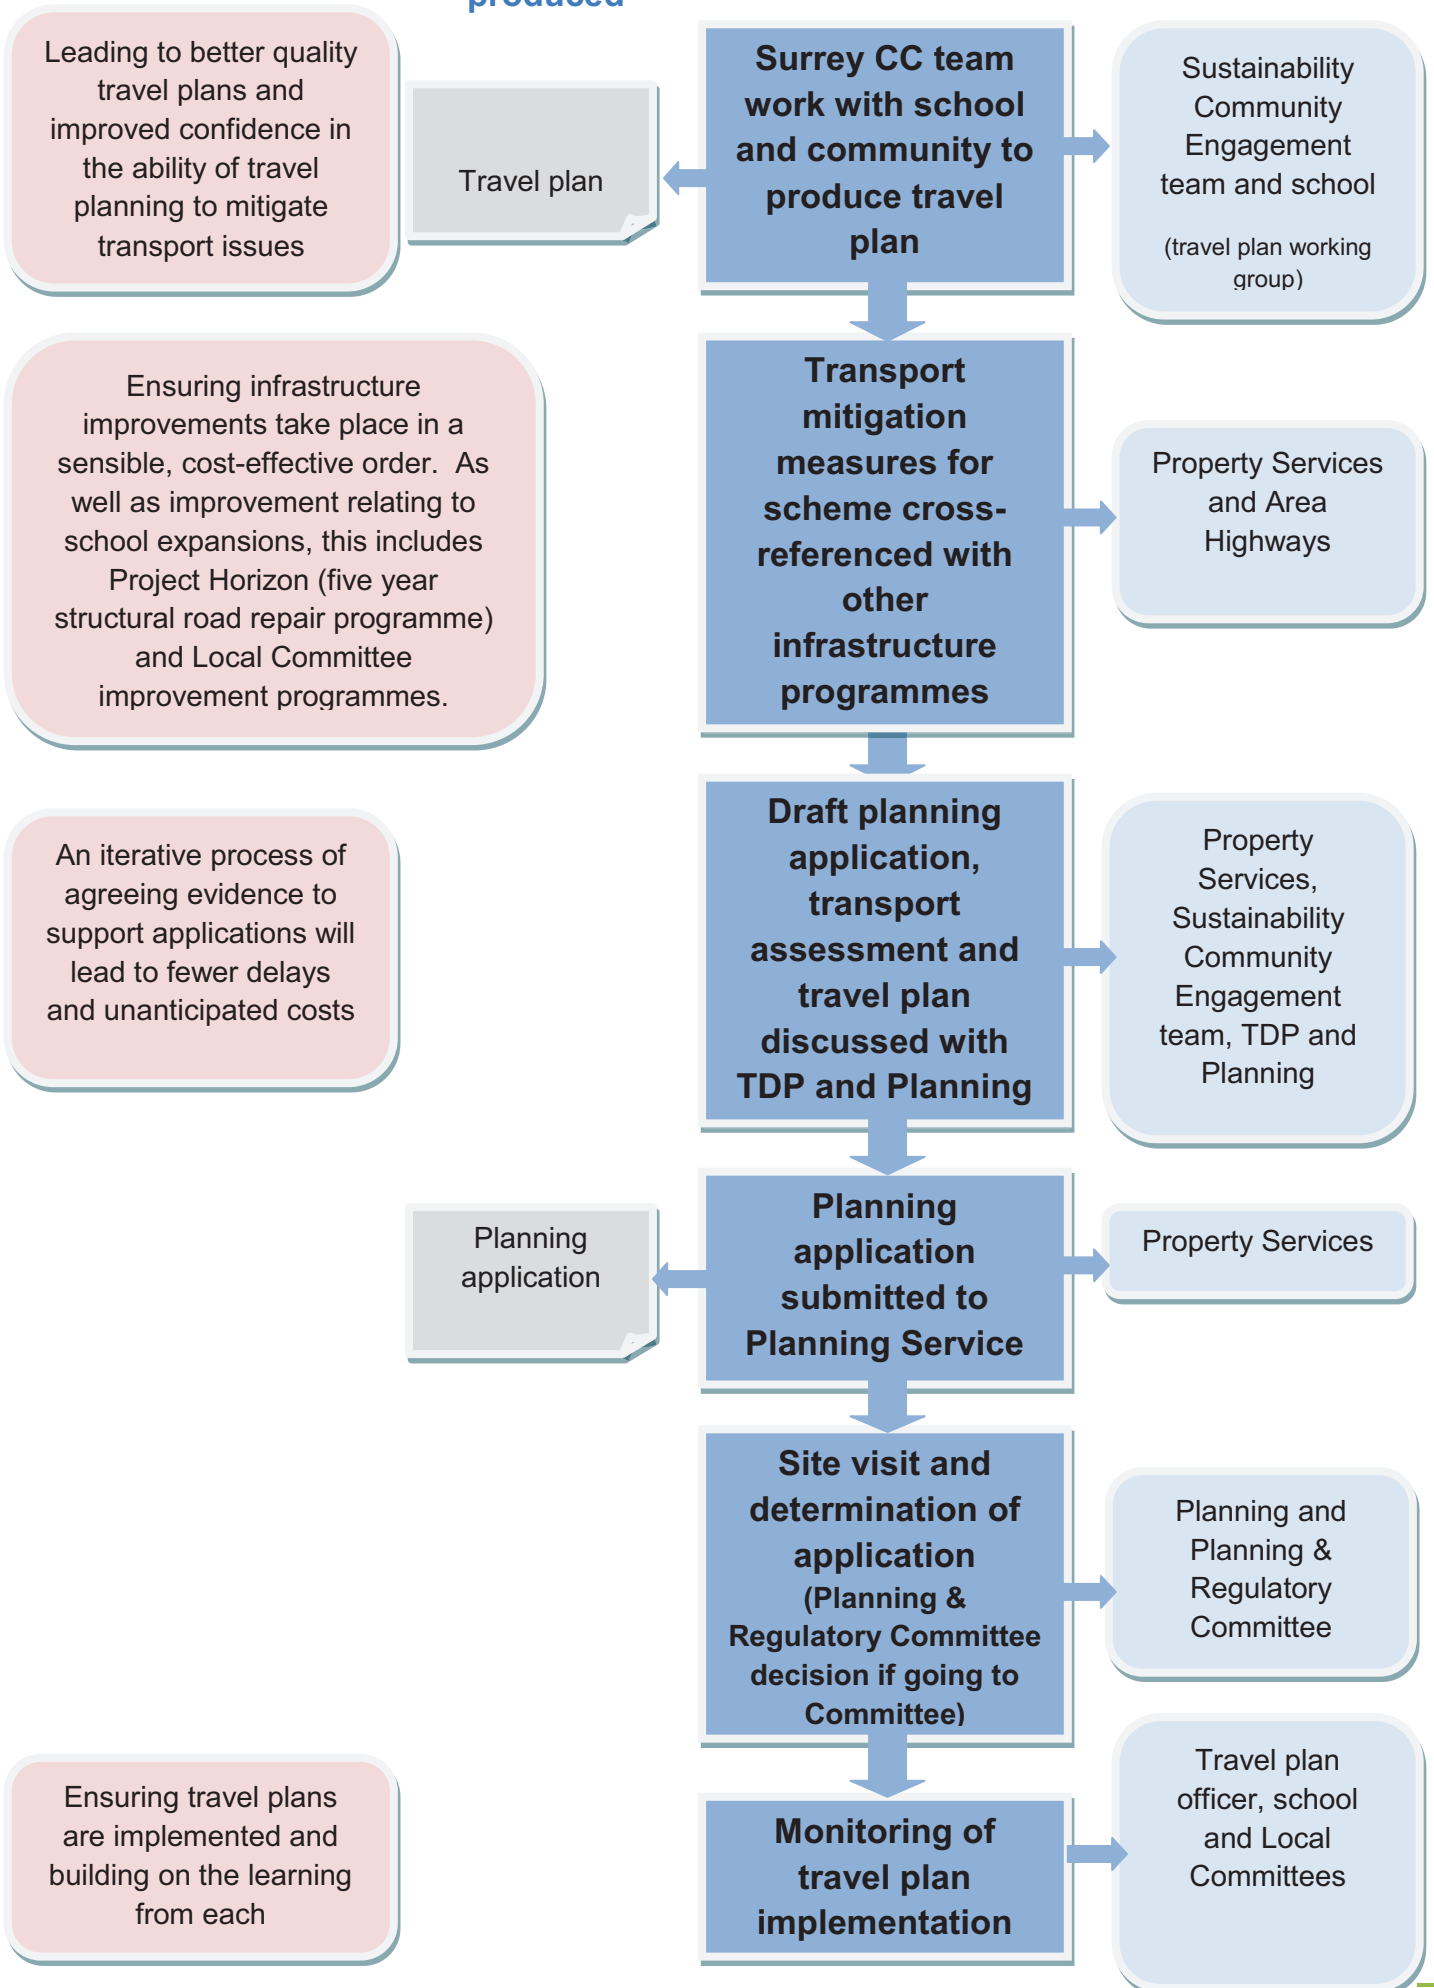 produced
Leading to better quality
travel plans and
improved confidence in
the ability of travel
planning to mitigate
transport issues
Travel plan
Surrey CC team
work with school
and community to
produce travel
plan
Sustainability
Community
Engagement
team and school
(travel plan working
group)
Ensuring infrastructure
improvements take place in a
sensible, cost-effective order.  As
well as improvement relating to
school expansions, this includes
Project Horizon (five year
structural road repair programme)
and Local Committee
improvement programmes.
Transport
mitigation
measures for
scheme cross-
referenced with
other
infrastructure
programmes
Property Services
and Area
Highways
An iterative process of
agreeing evidence to
support applications will
lead to fewer delays
and unanticipated costs
Draft planning
application,
transport
assessment and
travel plan
discussed with
TDP and Planning
Property
Services,
Sustainability
Community
Engagement
team, TDP and
Planning
Planning
application
Planning
application
submitted to
Planning Service
Property Services
Site visit and
determination of
application
(Planning &
Regulatory Committee
decision if going to
Committee)
Planning and
Planning &
Regulatory
Committee
Ensuring travel plans
are implemented and
building on the learning
from each
Monitoring of
travel plan
implementation
Travel plan
officer, school
and Local
Committees